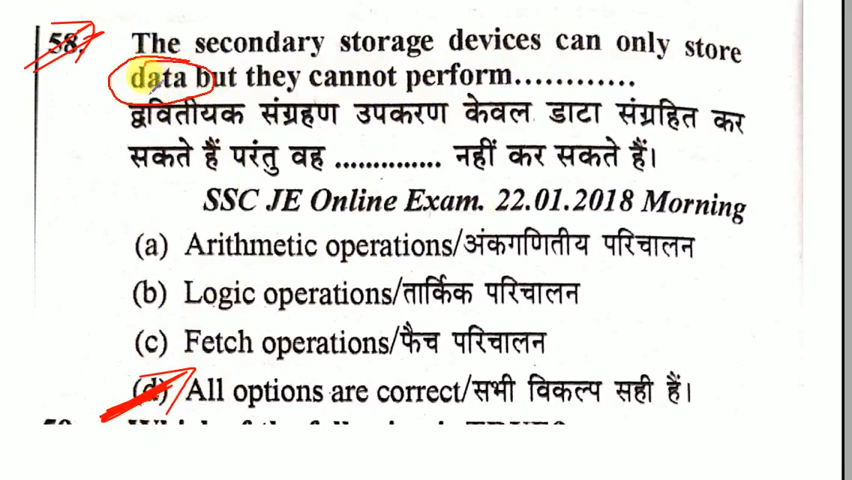 58. The secondary storage devices can only store
data but they cannot perform............
द्ववितीयक संग्रहण उपकरण केवल डाटा संग्रहित कर
सकते हैं परंतु वह .............. नहीं कर सकते हैं।
SSC JE Online Exam. 22.01.2018 Morning
(a) Arithmetic operations/अंकगणितीय परिचालन
(b) Logic operations/तार्किक परिचालन
(c) Fetch operations/फैच परिचालन
(d) All options are correct/सभी विकल्प सही हैं।